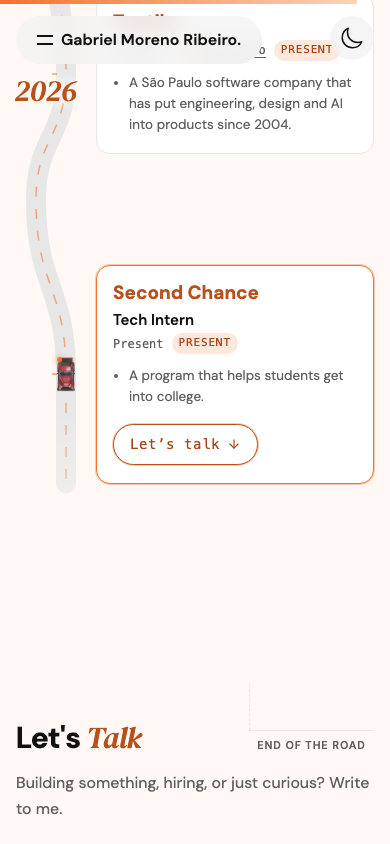 Gabriel Moreno Ribeiro.
PRESENT
2026
• A São Paulo software company that
has put engineering, design and AI
into products since 2004.
Second Chance
Tech Intern
Present PRESENT
• A program that helps students get
into college.
Let’s talk ↓
Let's Talk
END OF THE ROAD
Building something, hiring, or just curious? Write
to me.